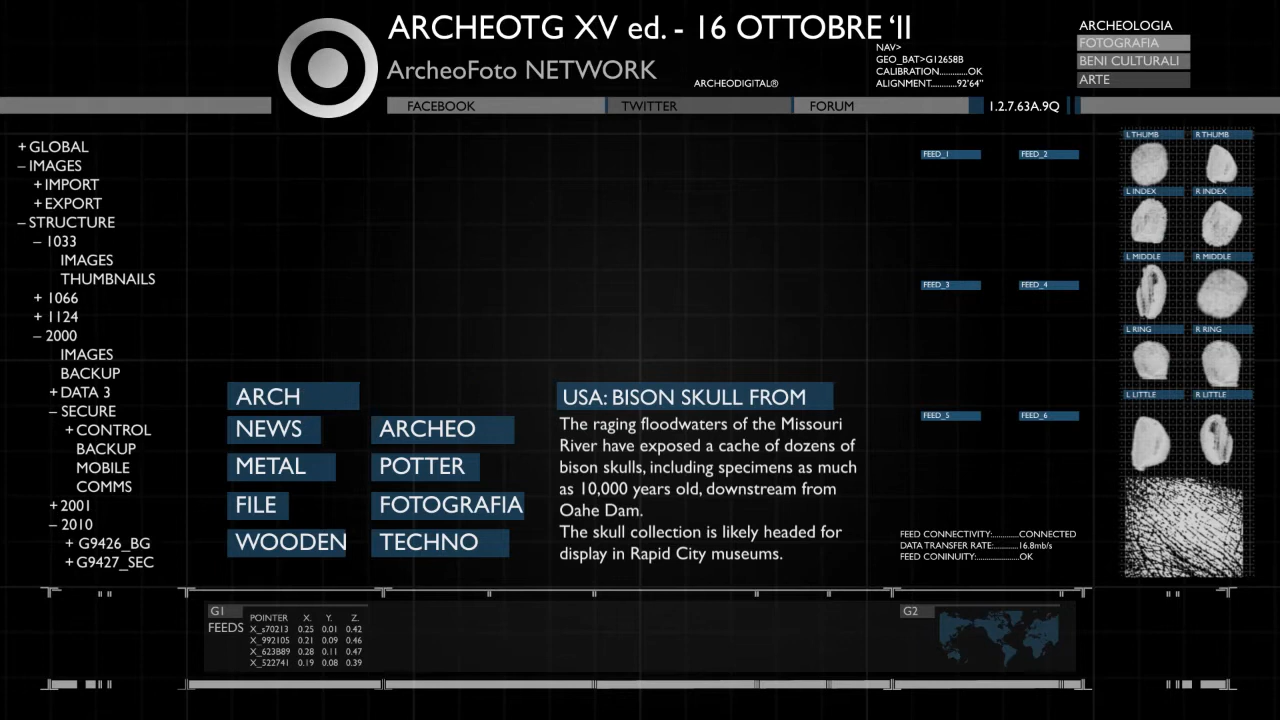 ARCHEOTG XV ed. - 16 OTTOBRE ‘11
ArcheoFoto NETWORK
ARCHEODIGITAL®
NAV>
GEO_BAT>G12658B
CALIBRATION.............OK
ALIGNMENT............92'64"
ARCHEOLOGIA
FOTOGRAFIA
BENI CULTURALI
ARTE
FACEBOOK
TWITTER
FORUM
1.2.7.63A.9Q
+ GLOBAL
– IMAGES
+ IMPORT
+ EXPORT
– STRUCTURE
– 1033
IMAGES
THUMBNAILS
+ 1066
+ 1124
– 2000
IMAGES
BACKUP
+ DATA 3
– SECURE
+ CONTROL
BACKUP
MOBILE
COMMS
+ 2001
– 2010
+ G9426_BG
+ G9427_SEC
ARCH
NEWS
ARCHEO
METAL
POTTER
FILE
FOTOGRAFIA
WOODEN
TECHNO
USA: BISON SKULL FROM
The raging floodwaters of the Missouri
River have exposed a cache of dozens of
bison skulls, including specimens as much
as 10,000 years old, downstream from
Oahe Dam.
The skull collection is likely headed for
display in Rapid City museums.
FEED_1
FEED_2
FEED_3
FEED_4
FEED_5
FEED_6
FEED CONNECTIVITY:............CONNECTED
DATA TRANSFER RATE:............16.8mb/s
FEED CONINUITY:......................OK
L THUMB
R THUMB
L INDEX
R INDEX
L MIDDLE
R MIDDLE
L RING
R RING
L LITTLE
R LITTLE
G1
FEEDS
POINTER X. Y. Z.
X_s70213 0.25 0.01 0.42
X_992105 0.21 0.09 0.46
X_623B89 0.28 0.11 0.47
X_522741 0.19 0.08 0.39
G2